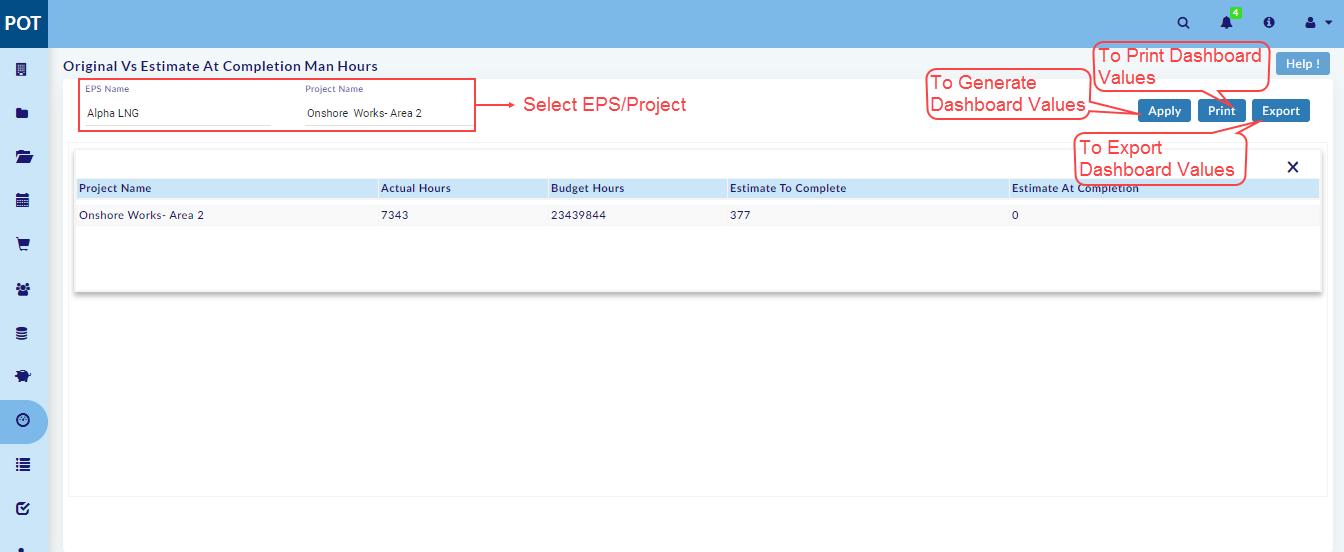 POT
4
Original Vs Estimate At Completion Man Hours
Help !
To Print Dashboard
Values
To Generate
Dashboard Values
EPS Name
Project Name
Alpha LNG
Onshore Works- Area 2
Select EPS/Project
Apply
Print
Export
To Export
Dashboard Values
X
Project Name Actual Hours Budget Hours Estimate To Complete Estimate At Completion
Onshore Works- Area 2 7343 23439844 377 0